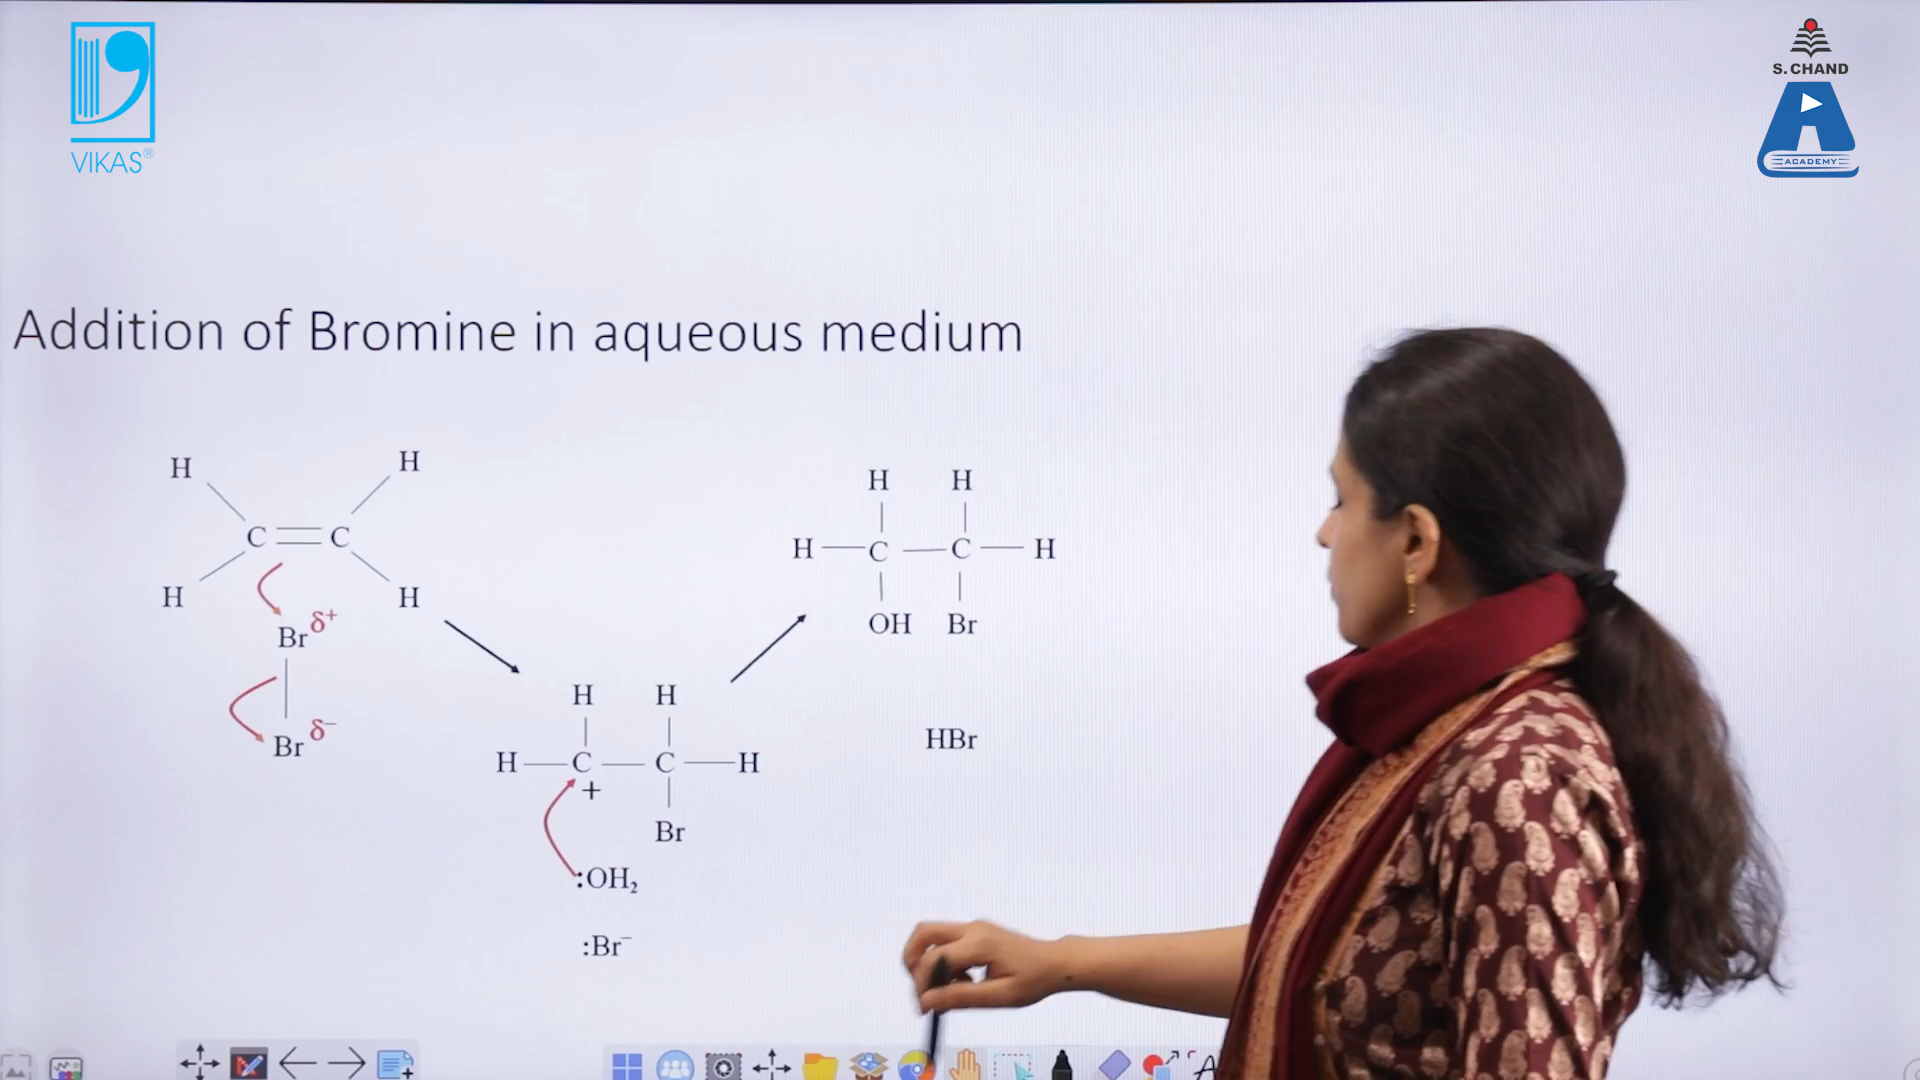 VIKAS®
S. CHAND
ACADEMY
Addition of Bromine in aqueous medium
H H
C C
H H
Br δ+
Br δ−
H H
H C C H
+
Br
:OH₂
:Br⁻
H H
H C C H
OH Br
HBr
A